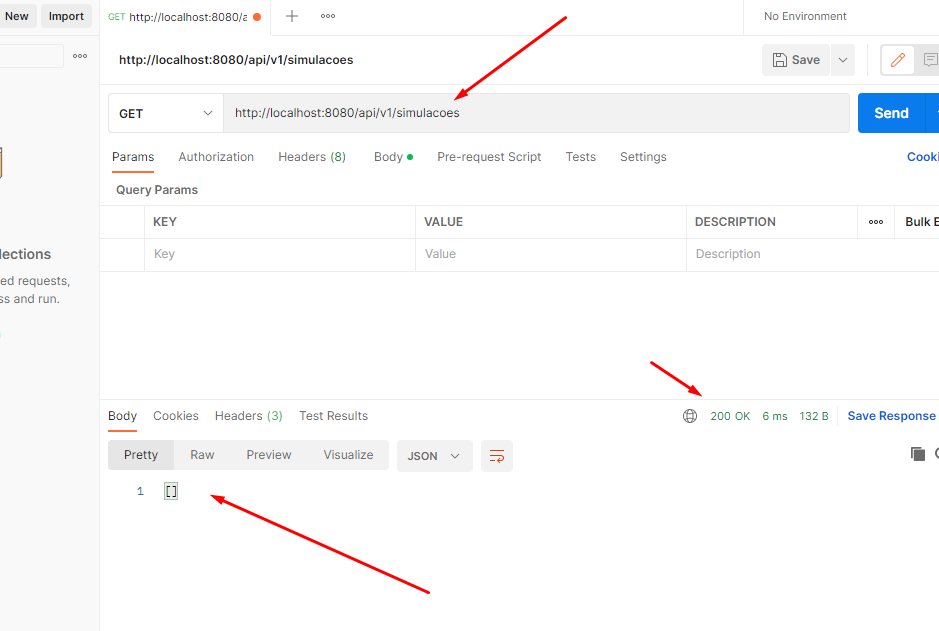 New Import GET http://localhost:8080/a No Environment
http://localhost:8080/api/v1/simulacoes Save
GET http://localhost:8080/api/v1/simulacoes Send
Params Authorization Headers (8) Body Pre-request Script Tests Settings Cooki
Query Params
KEY VALUE DESCRIPTION Bulk E
Key Value Description
lections
ed requests,
ss and run.
Body Cookies Headers (3) Test Results 200 OK 6 ms 132 B Save Response
Pretty Raw Preview Visualize JSON
1 []